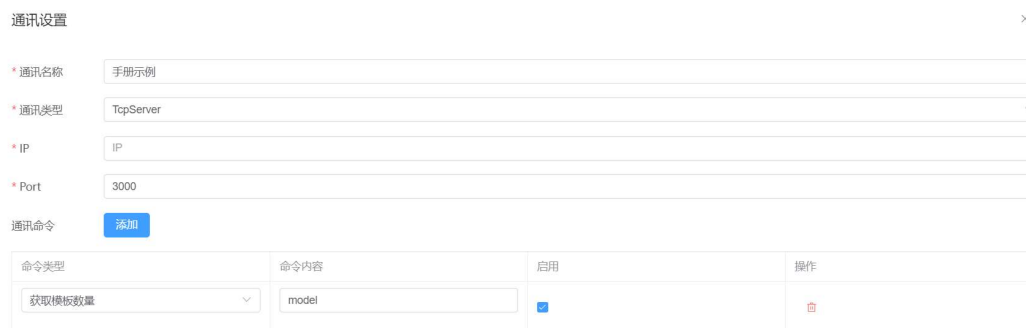 通讯设置
* 通讯名称 手册示例
* 通讯类型 TcpServer
* IP IP
* Port 3000
通讯命令 添加
命令类型 命令内容 启用 操作
获取模板数量 model